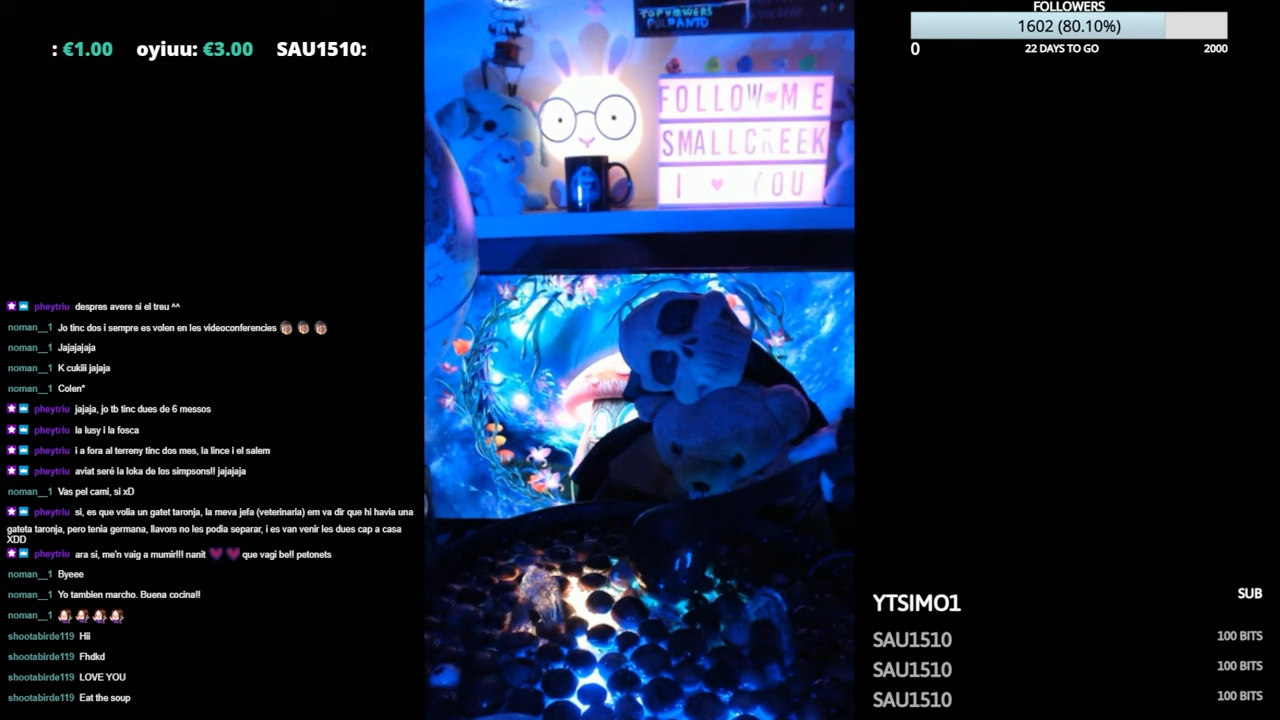 : €1.00 oyiuu: €3.00 SAU1510:
TOP VIEWERS
FOLLOW ♥ ME
SMALLCREEK
I ♥ YOU
FOLLOWERS
1602 (80.10%)
0 22 DAYS TO GO 2000
pheytriu despres avere si el treu ^^
noman__1 Jo tinc dos i sempre es volen en les videoconferencies
noman__1 Jajajajaja
noman__1 K cukiii jajaja
noman__1 Colen*
pheytriu jajaja, jo tb tinc dues de 6 messos
pheytriu la lusy i la fosca
pheytriu i a fora al terreny tinc dos mes, la lince i el salem
pheytriu aviat seré la loka de los simpsons!! jajajaja
noman__1 Vas pel cami, si xD
pheytriu si, es que volia un gatet taronja, la meva jefa (veterinaria) em va dir que hi havia una
gateta taronja, pero tenia germana, llavors no les podia separar, i es van venir les dues cap a casa
XDD
pheytriu ara si, me'n vaig a mumir!!! nanit 💜 💜 que vagi be!! petonets
noman__1 Byeee
noman__1 Yo tambien marcho. Buena cocina!!
noman__1
shootabirde119 Hii
shootabirde119 Fhdkd
shootabirde119 LOVE YOU
shootabirde119 Eat the soup
YTSIMO1 SUB
SAU1510 100 BITS
SAU1510 100 BITS
SAU1510 100 BITS